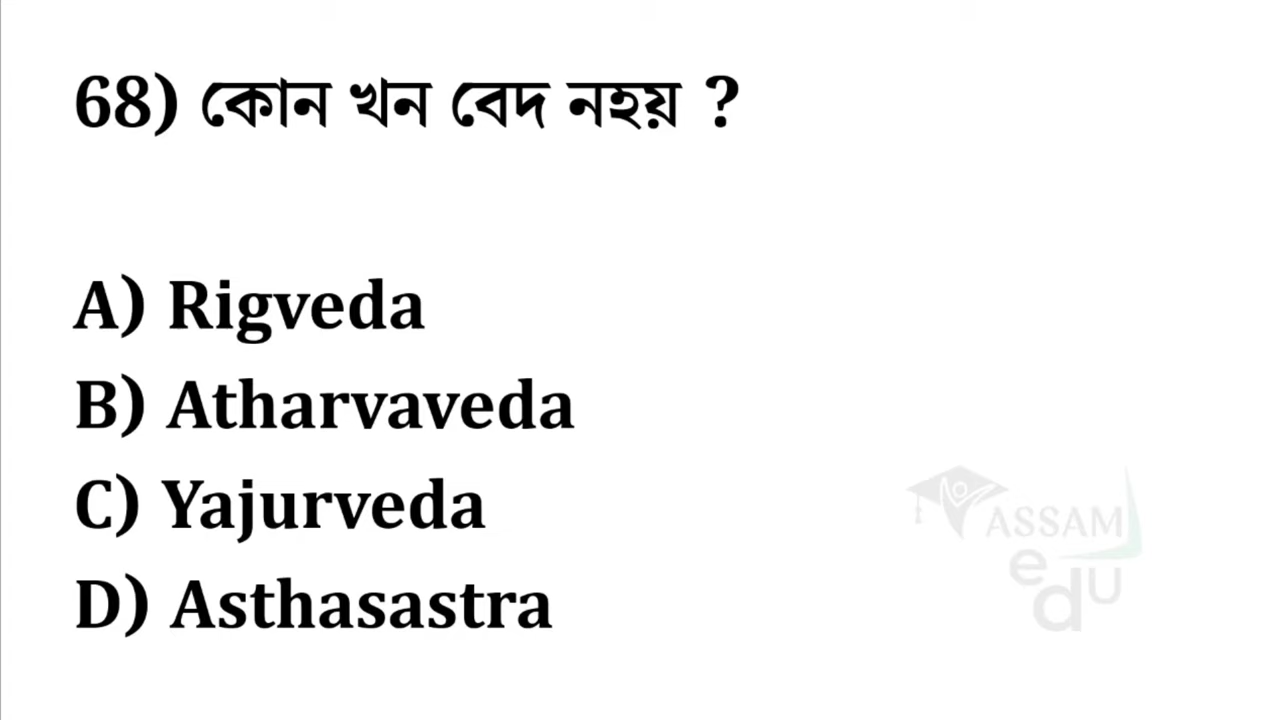 68) কোন খন বেদ নহয় ?
A) Rigveda
B) Atharvaveda
C) Yajurveda
D) Asthasastra
ASSAM
edu